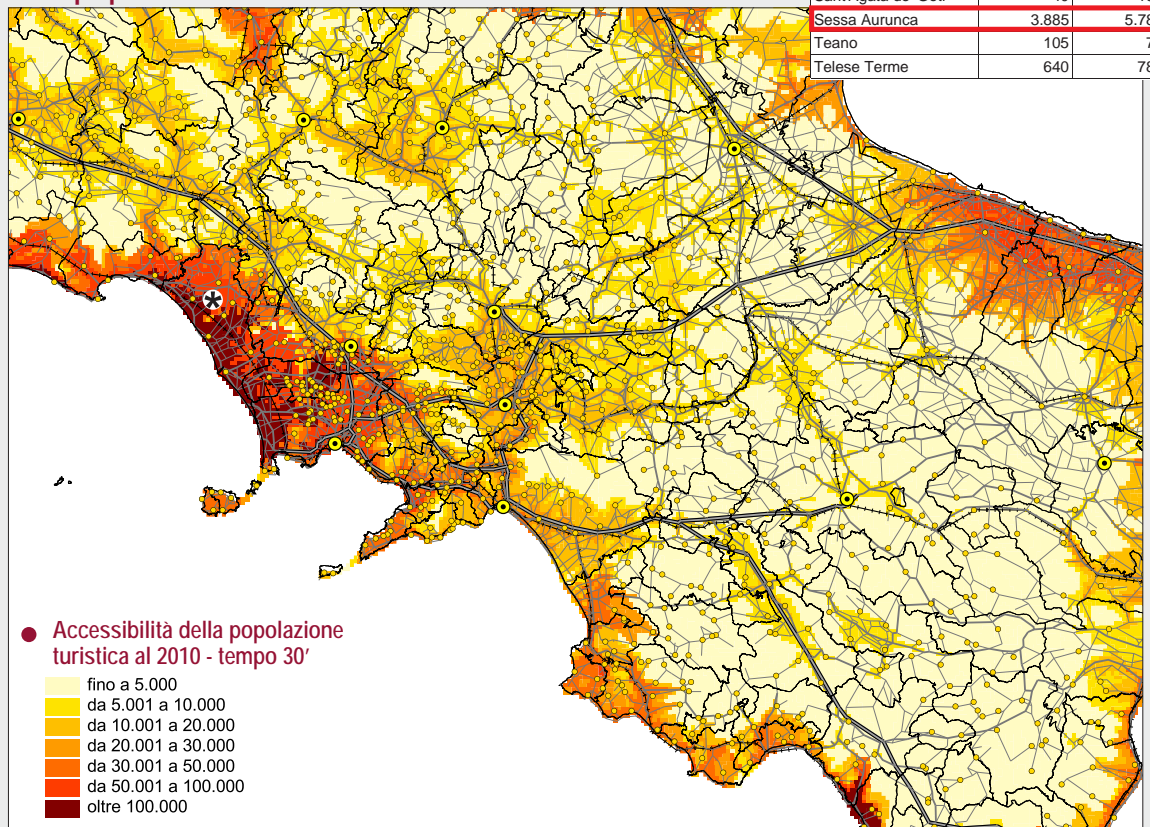 Sessa Aurunca 3.885
Teano 105
Telese Terme 640
Accessibilità della popolazione
turistica al 2010 - tempo 30'
fino a 5.000
da 5.001 a 10.000
da 10.001 a 20.000
da 20.001 a 30.000
da 30.001 a 50.000
da 50.001 a 100.000
oltre 100.000